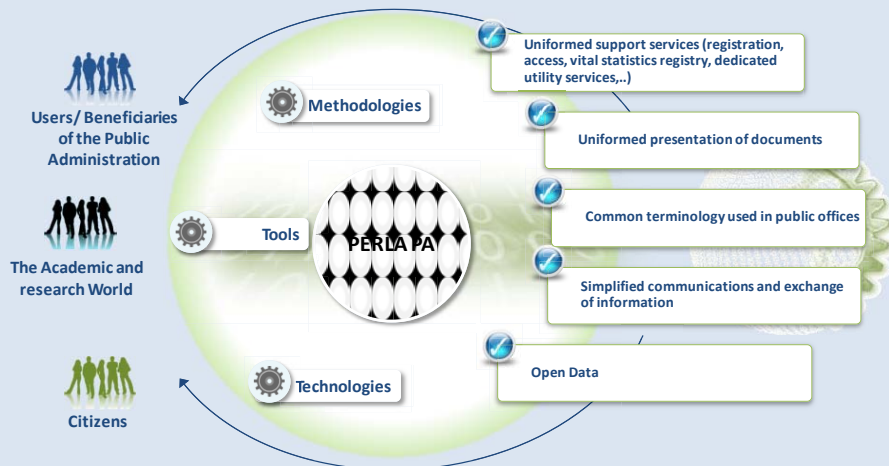 Users/ Beneficiaries
of the Public
Administration
The Academic and
research World
Citizens
Methodologies
Tools
Technologies
PERLA PA
Uniformed support services (registration,
access, vital statistics registry, dedicated
utility services,..)
Uniformed presentation of documents
Common terminology used in public offices
Simplified communications and exchange
of information
Open Data